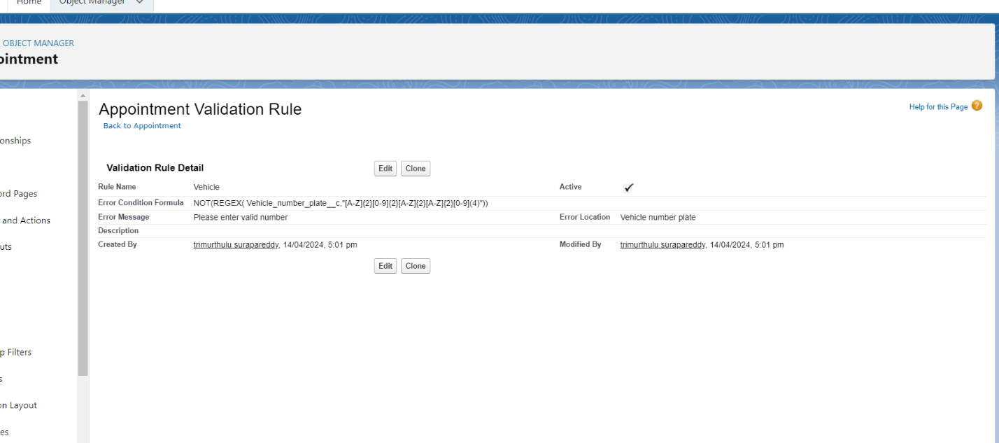 Home Object Manager
OBJECT MANAGER
ointment
onships
ord Pages
and Actions
uts
p Filters
s
on Layout
es
Appointment Validation Rule
Help for this Page ?
Back to Appointment
Validation Rule Detail Edit Clone
Rule Name Vehicle Active
Error Condition Formula NOT(REGEX( Vehicle_number_plate__c,"[A-Z]{2}[0-9]{2}[A-Z]{2}[A-Z]{2}[0-9](4)"))
Error Message Please enter valid number Error Location Vehicle number plate
Description
Created By trimurthulu surapareddy, 14/04/2024, 5:01 pm Modified By trimurthulu surapareddy, 14/04/2024, 5:01 pm
Edit Clone